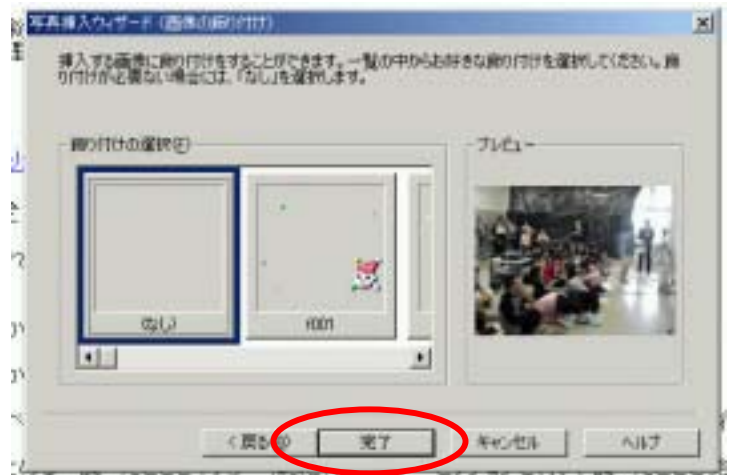 写真挿入ウィザード (画像の飾り付け)
挿入する画像に飾り付けをすることができます。一覧の中からお好きな飾り付けを選択してください。飾
り付けが必要ない場合には、「なし」を選択します。
飾り付けの選択(F)
プレビュー
(なし)
f001
< 戻る(B)
完了
キャンセル
ヘルプ